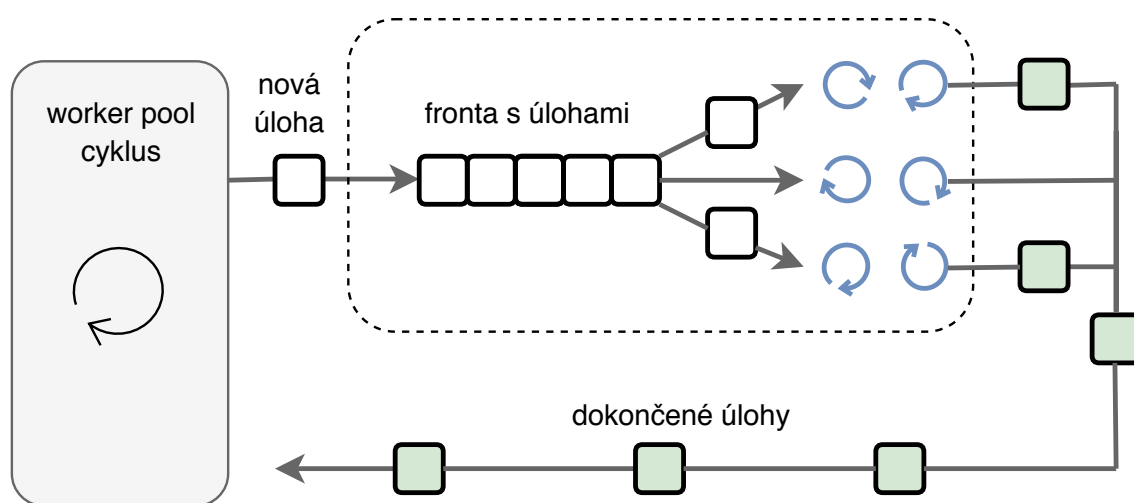 worker pool
cyklus
nová
úloha
fronta s úlohami
dokončené úlohy